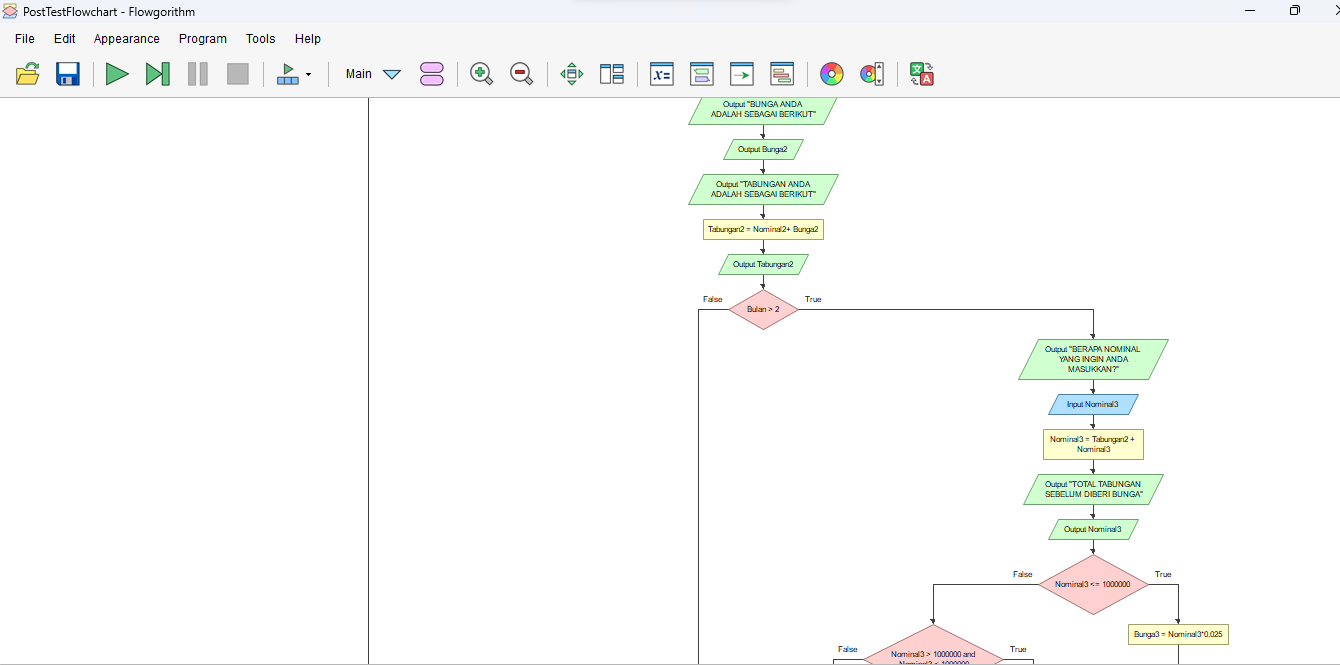 PostTestFlowchart - Flowgorithm
File Edit Appearance Program Tools Help
Main
x=
文
A
Output "BUNGA ANDA
ADALAH SEBAGAI BERIKUT"
Output Bunga2
Output "TABUNGAN ANDA
ADALAH SEBAGAI BERIKUT"
Tabungan2 = Nominal2+ Bunga2
Output Tabungan2
False
True
Bulan > 2
Output "BERAPA NOMINAL
YANG INGIN ANDA
MASUKKAN?"
Input Nominal3
Nominal3 = Tabungan2 +
Nominal3
Output "TOTAL TABUNGAN
SEBELUM DIBERI BUNGA"
Output Nominal3
False
True
Nominal3 <= 1000000
Bunga3 = Nominal3*0.025
False
True
Nominal3 > 1000000 and